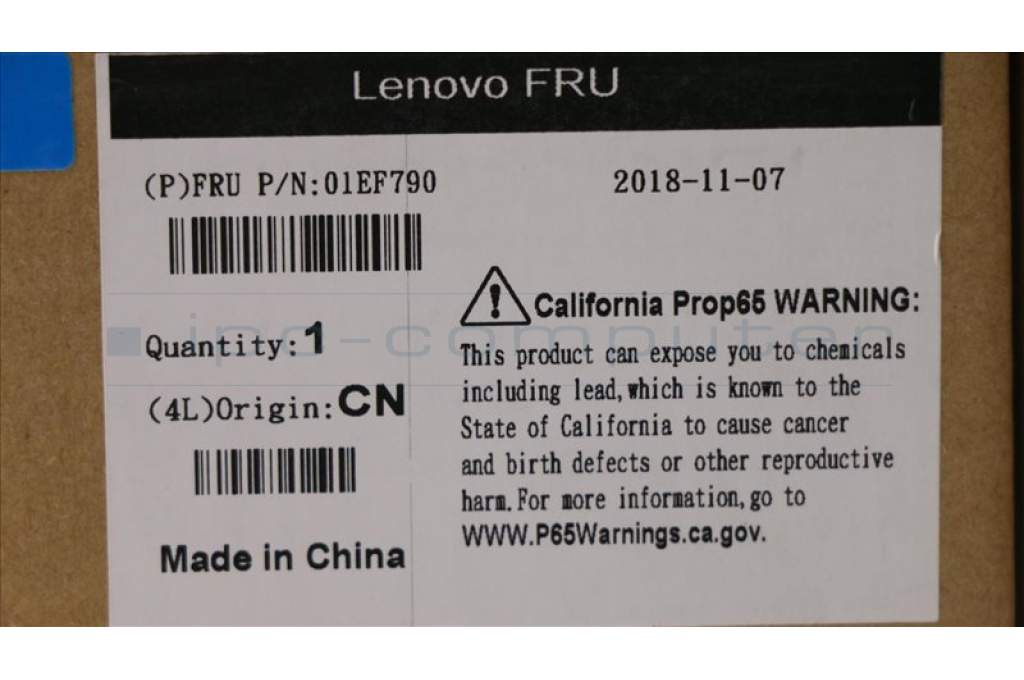 Lenovo FRU
(P)FRU P/N:01EF790
2018-11-07
Quantity:1
(4L)Origin:CN
Made in China
California Prop65 WARNING:
This product can expose you to chemicals
including lead,which is known to the
State of California to cause cancer
and birth defects or other reproductive
harm.For more information,go to
WWW.P65Warnings.ca.gov.
ipc-computer